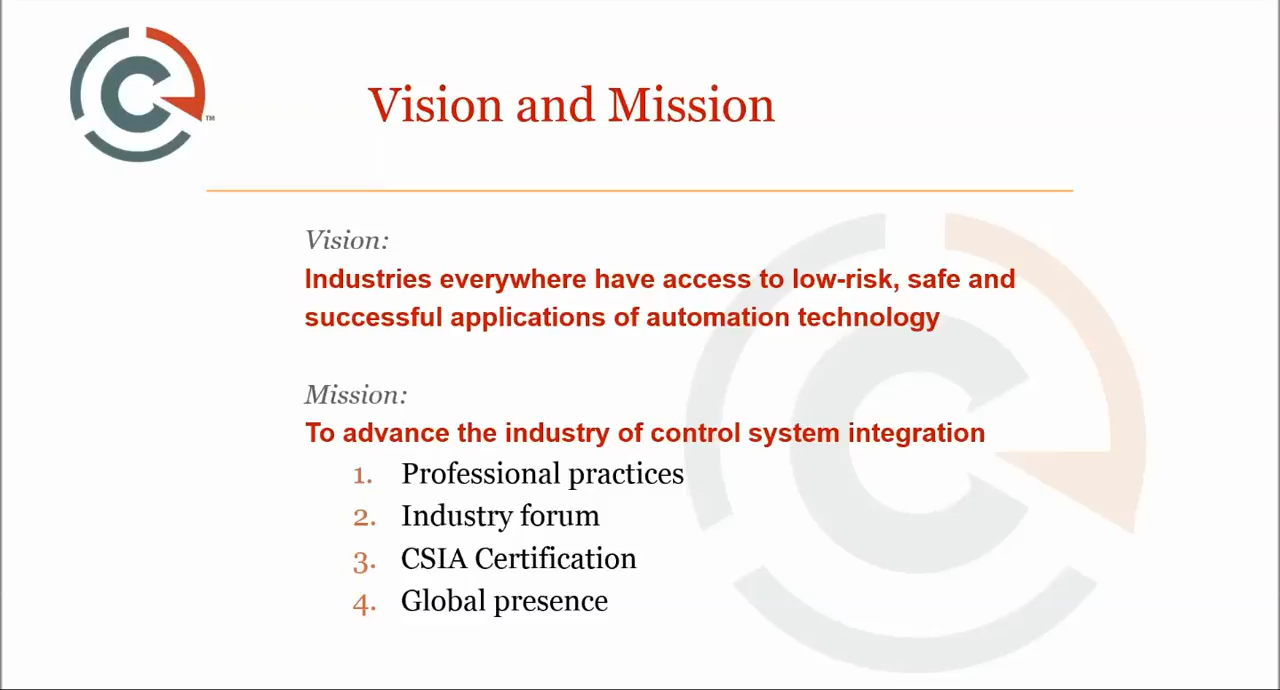 TM
Vision and Mission
Vision:
Industries everywhere have access to low-risk, safe and
successful applications of automation technology
Mission:
To advance the industry of control system integration
1. Professional practices
2. Industry forum
3. CSIA Certification
4. Global presence